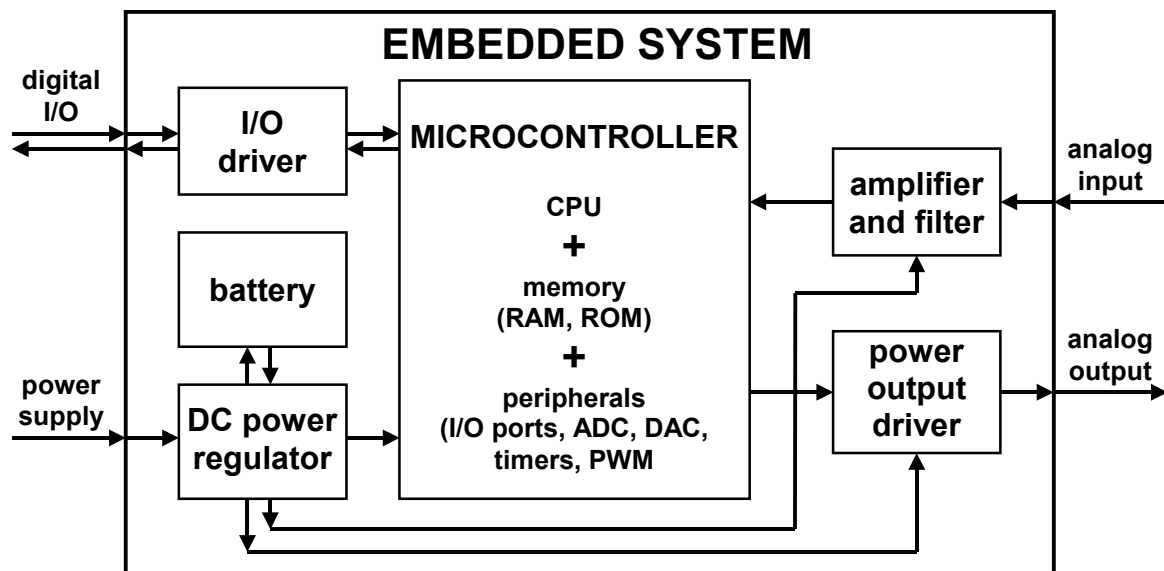 EMBEDDED SYSTEM
digital
I/O
I/O
driver
MICROCONTROLLER
CPU
+
memory
(RAM, ROM)
+
peripherals
(I/O ports, ADC, DAC,
timers, PWM
amplifier
and filter
analog
input
battery
power
supply
DC power
regulator
power
output
driver
analog
output